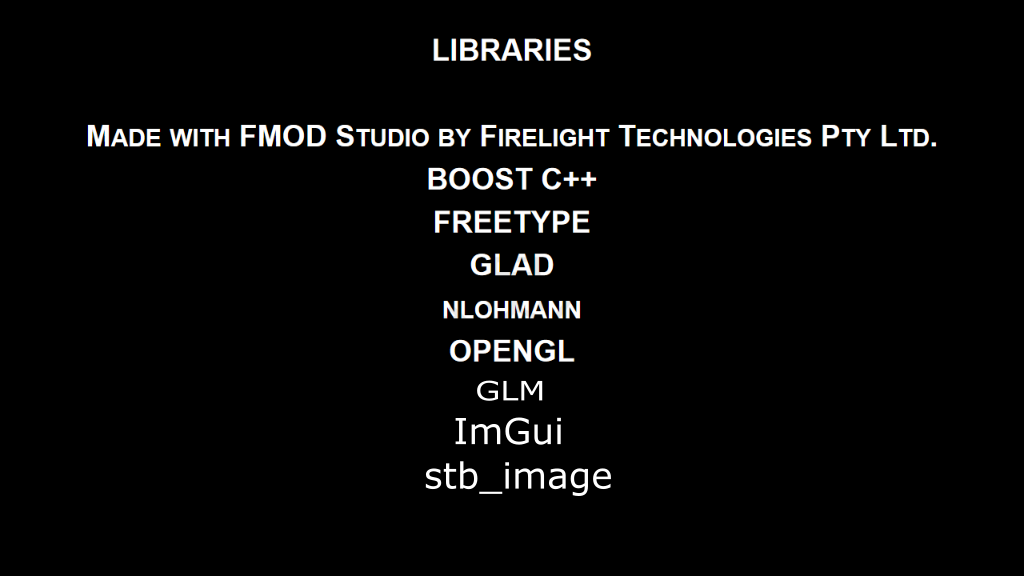 LIBRARIES
MADE WITH FMOD STUDIO BY FIRELIGHT TECHNOLOGIES PTY LTD.
BOOST C++
FREETYPE
GLAD
NLOHMANN
OPENGL
GLM
ImGui
stb_image